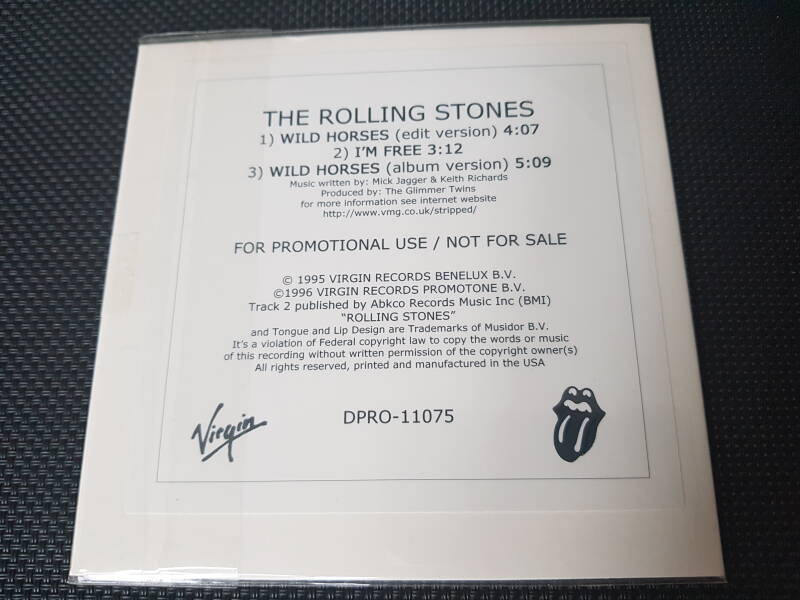 THE ROLLING STONES
1) WILD HORSES (edit version) 4:07
2) I'M FREE 3:12
3) WILD HORSES (album version) 5:09
Music written by: Mick Jagger & Keith Richards
Produced by: The Glimmer Twins
for more information see internet website
http://www.vmg.co.uk/stripped/
FOR PROMOTIONAL USE / NOT FOR SALE
© 1995 VIRGIN RECORDS BENELUX B.V.
©1996 VIRGIN RECORDS PROMOTONE B.V.
Track 2 published by Abkco Records Music Inc (BMI)
"ROLLING STONES"
and Tongue and Lip Design are Trademarks of Musidor B.V.
It's a violation of Federal copyright law to copy the words or music
of this recording without written permission of the copyright owner(s)
All rights reserved, printed and manufactured in the USA
Virgin
DPRO-11075